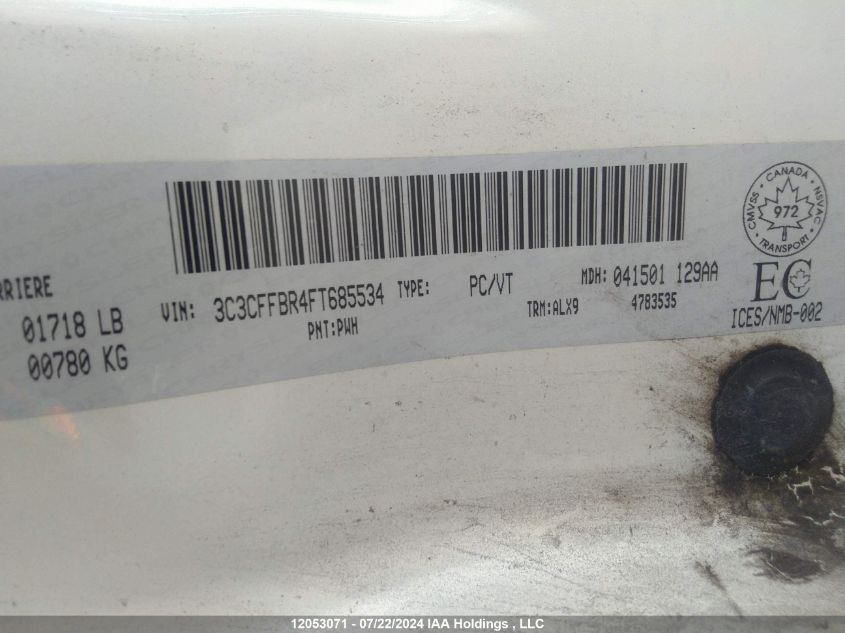 RRIERE
01718 LB
00780 KG
VIN: 3C3CFFBR4FT685534 TYPE: PC/VT MDH: 041501 129AA
PNT:PWH TRM:ALX9 4783535
CMVSS • CANADA • NSVAC
972
TRANSPORT
EC
ICES/NMB-002
12053071 - 07/22/2024 IAA Holdings , LLC